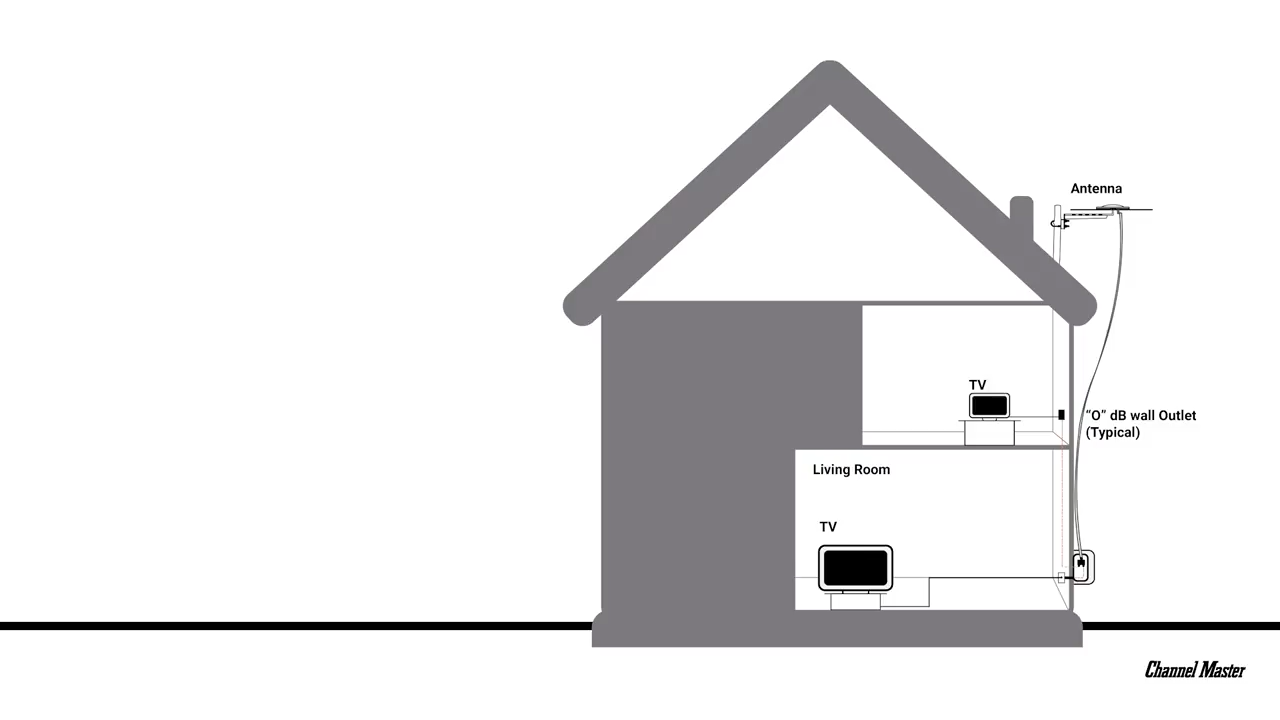 Antenna
TV
“O” dB wall Outlet
(Typical)
Living Room
TV
Channel Master